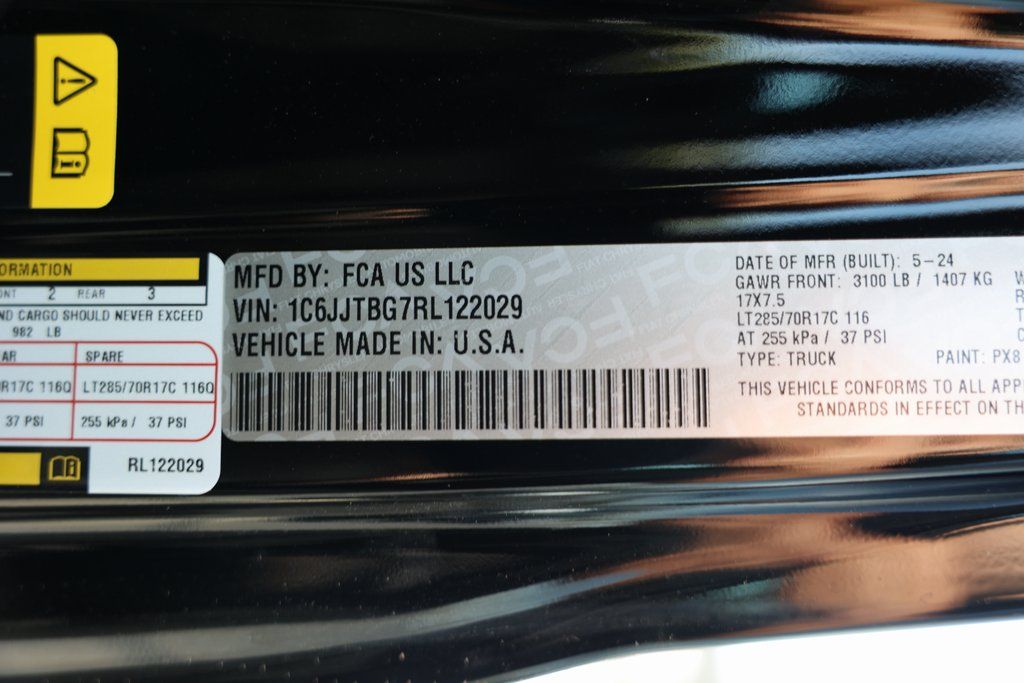 ORMATION
NT 2 REAR 3
ND CARGO SHOULD NEVER EXCEED
982 LB
AR SPARE
R17C 116Q LT285/70R17C 116Q
37 PSI 255 kPa / 37 PSI
RL122029
MFD BY: FCA US LLC
VIN: 1C6JJTBG7RL122029
VEHICLE MADE IN: U.S.A.
DATE OF MFR (BUILT): 5-24
GAWR FRONT: 3100 LB / 1407 KG
17X7.5
LT285/70R17C 116
AT 255 kPa / 37 PSI
TYPE: TRUCK PAINT: PX8
THIS VEHICLE CONFORMS TO ALL APP
STANDARDS IN EFFECT ON TH